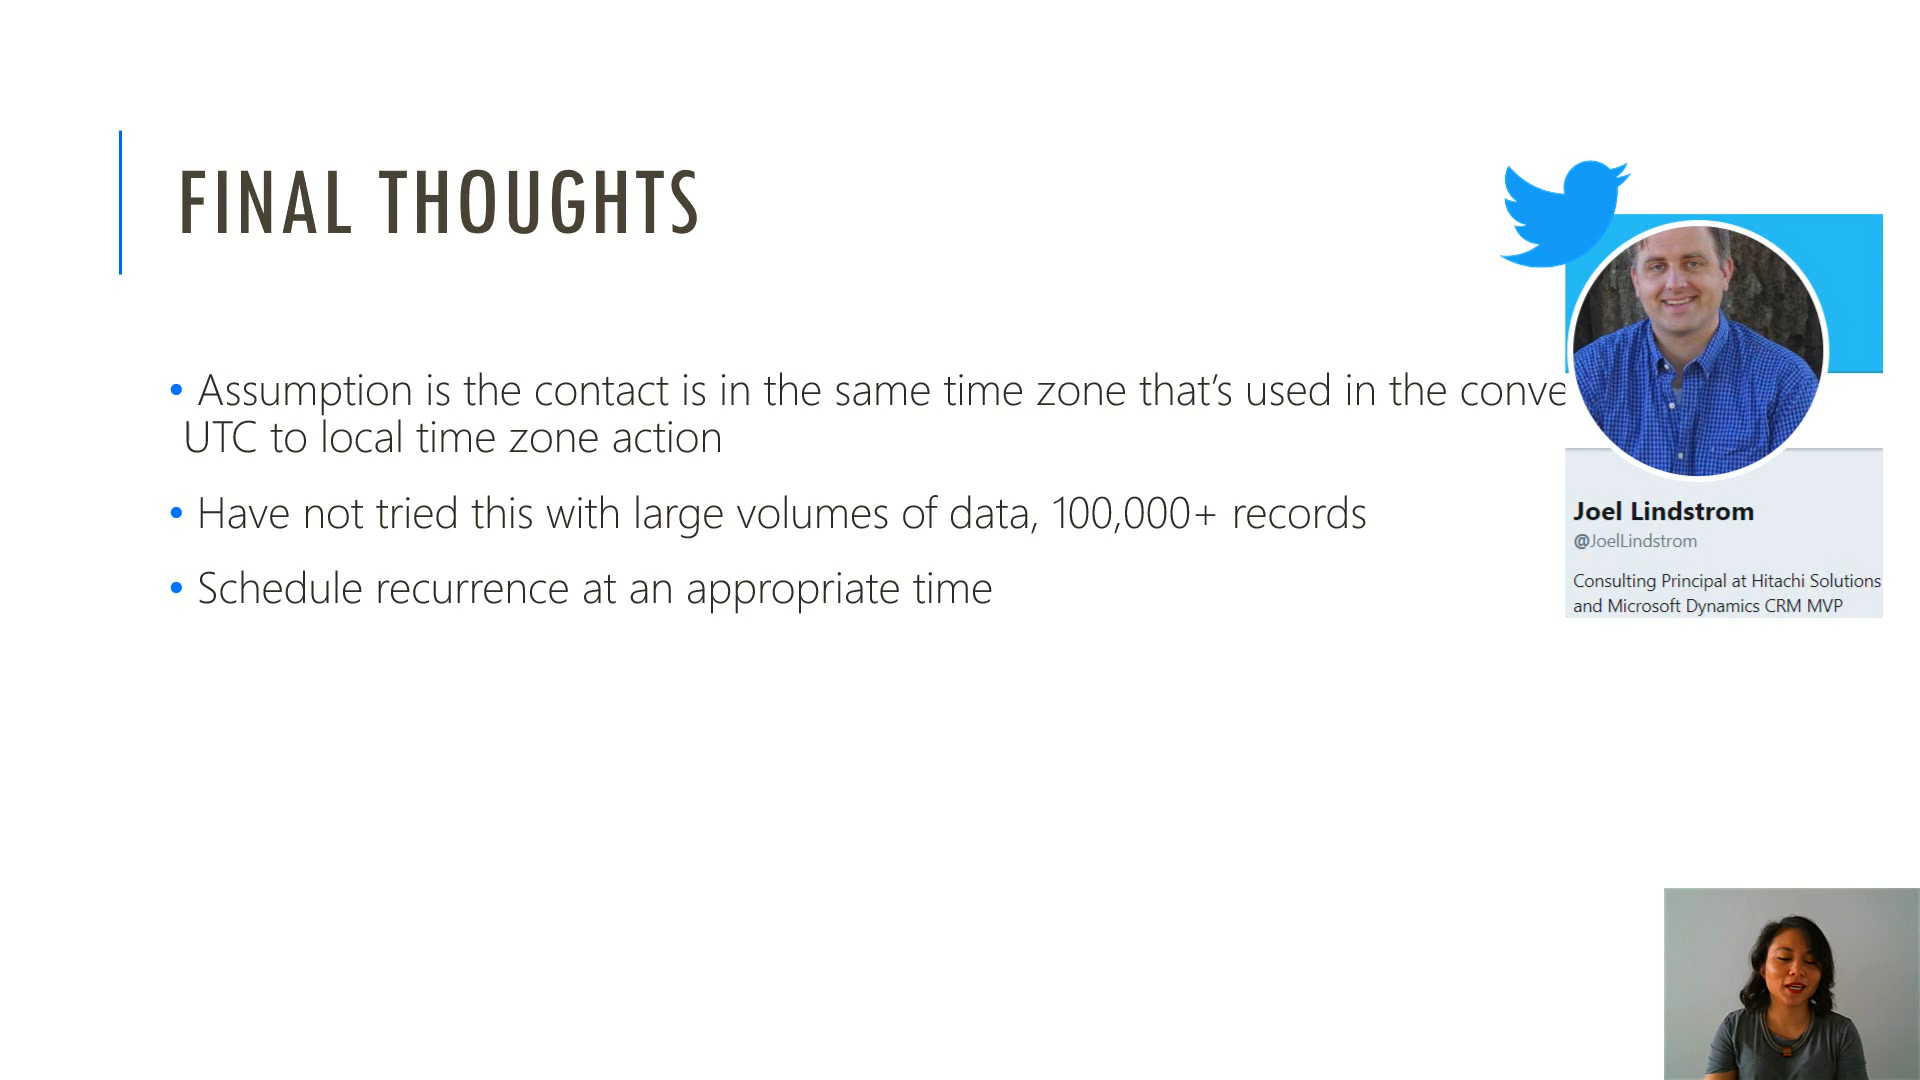 FINAL THOUGHTS
• Assumption is the contact is in the same time zone that’s used in the conve
UTC to local time zone action
• Have not tried this with large volumes of data, 100,000+ records
• Schedule recurrence at an appropriate time
Joel Lindstrom
@JoelLindstrom
Consulting Principal at Hitachi Solutions
and Microsoft Dynamics CRM MVP